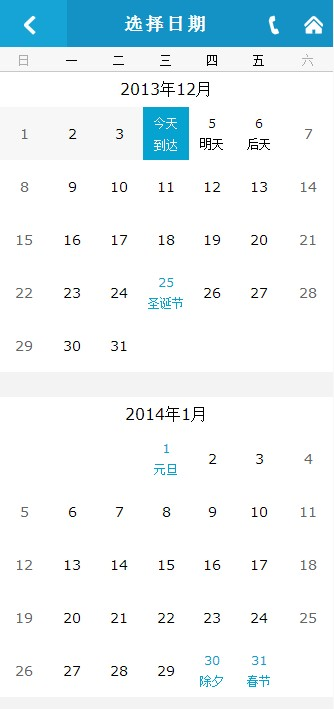 选择日期
日 一 二 三 四 五 六
2013年12月
1 2 3 今天 5 6 7
到达 明天 后天
8 9 10 11 12 13 14
15 16 17 18 19 20 21
22 23 24 25 26 27 28
圣诞节
29 30 31
2014年1月
1 2 3 4
元旦
5 6 7 8 9 10 11
12 13 14 15 16 17 18
19 20 21 22 23 24 25
26 27 28 29 30 31
除夕 春节